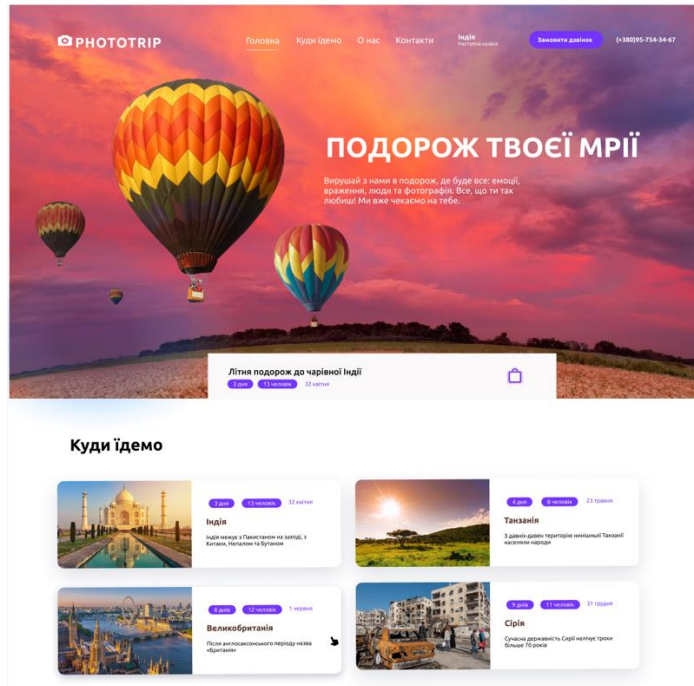 PHOTOTRIP
Головна Куди їдемо О нас Контакти
Індія
Наступна країна
Замовити дзвінок
(+380)95-754-34-67
ПОДОРОЖ ТВОЄЇ МРІЇ
Вирушай з нами в подорож, де буде все: емоції,
враження, люди та фотографія. Все, що ти так
любиш! Ми вже чекаємо на тебе.
Літня подорож до чарівної Індії
3 дня 13 человік 32 квітня
Куди їдемо
3 дня 13 человік 32 квітня
Індія
Індія межує з Пакистаном на заході, з
Китаєм, Непалом та Бутаном
4 дня 8 человік 23 травня
Танзанія
З давніх-давен територію нинішньої Танзанії
населяли народи
8 днів 12 человік 1 червня
Великобританія
Після англосаксонського періоду назва
«Британія»
9 днів 11 человік 31 грудня
Сірія
Сучасна державність Сирії налічує трохи
більше 70 років